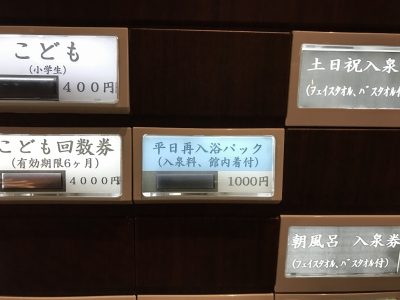 こども
(小学生)
400円
土日祝入泉
(フェイスタオル、バスタオル付
こども回数券
(有効期限6ヶ月)
4000円
平日再入浴パック
(入泉料、館内着付)
1000円
朝風呂 入泉券
(フェイスタオル、バスタオル付)